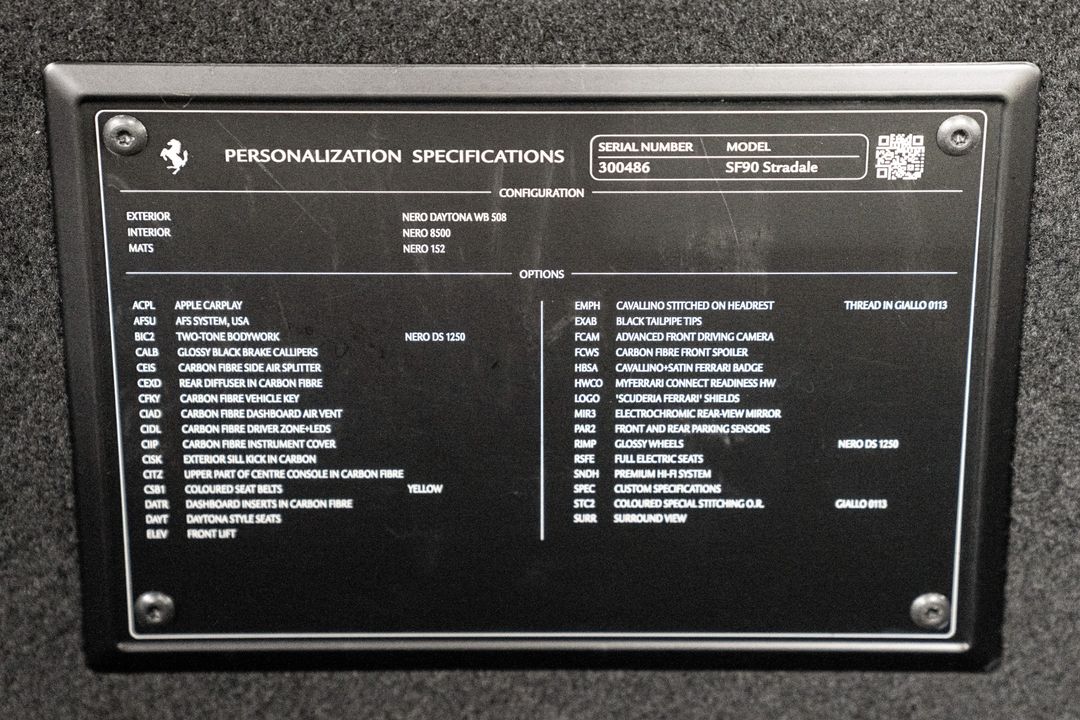 PERSONALIZATION SPECIFICATIONS
SERIAL NUMBER MODEL
300486 SF90 Stradale
CONFIGURATION
EXTERIOR NERO DAYTONA WB 508
INTERIOR NERO 8500
MATS NERO 152
OPTIONS
ACPL APPLE CARPLAY
AFSU AFS SYSTEM, USA
BIC2 TWO-TONE BODYWORK NERO DS 1250
CALB GLOSSY BLACK BRAKE CALLIPERS
CEIS CARBON FIBRE SIDE AIR SPLITTER
CEXD REAR DIFFUSER IN CARBON FIBRE
CFKY CARBON FIBRE VEHICLE KEY
CIAD CARBON FIBRE DASHBOARD AIR VENT
CIDL CARBON FIBRE DRIVER ZONE+LEDS
CIIP CARBON FIBRE INSTRUMENT COVER
CISK EXTERIOR SILL KICK IN CARBON
CITZ UPPER PART OF CENTRE CONSOLE IN CARBON FIBRE
CSB1 COLOURED SEAT BELTS YELLOW
DATR DASHBOARD INSERTS IN CARBON FIBRE
DAYT DAYTONA STYLE SEATS
ELEV FRONT LIFT
EMPH CAVALLINO STITCHED ON HEADREST THREAD IN GIALLO 0113
EXAB BLACK TAILPIPE TIPS
FCAM ADVANCED FRONT DRIVING CAMERA
FCWS CARBON FIBRE FRONT SPOILER
HBSA CAVALLINO+SATIN FERRARI BADGE
HWCO MYFERRARI CONNECT READINESS HW
LOGO 'SCUDERIA FERRARI' SHIELDS
MIR3 ELECTROCHROMIC REAR-VIEW MIRROR
PAR2 FRONT AND REAR PARKING SENSORS
RIMP GLOSSY WHEELS NERO DS 1250
RSFE FULL ELECTRIC SEATS
SNDH PREMIUM HI-FI SYSTEM
SPEC CUSTOM SPECIFICATIONS
STC2 COLOURED SPECIAL STITCHING O.R. GIALLO 0113
SURR SURROUND VIEW